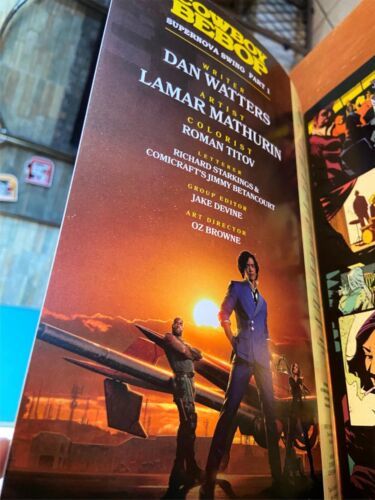 COWBOY
BEBOP
SUPERNOVA SWING PART 1
WRITER
DAN WATTERS
ARTIST
LAMAR MATHURIN
COLORIST
ROMAN TITOV
LETTERER
RICHARD STARKINGS &
COMICRAFT'S JIMMY BETANCOURT
GROUP EDITOR
JAKE DEVINE
ART DIRECTOR
OZ BROWNE